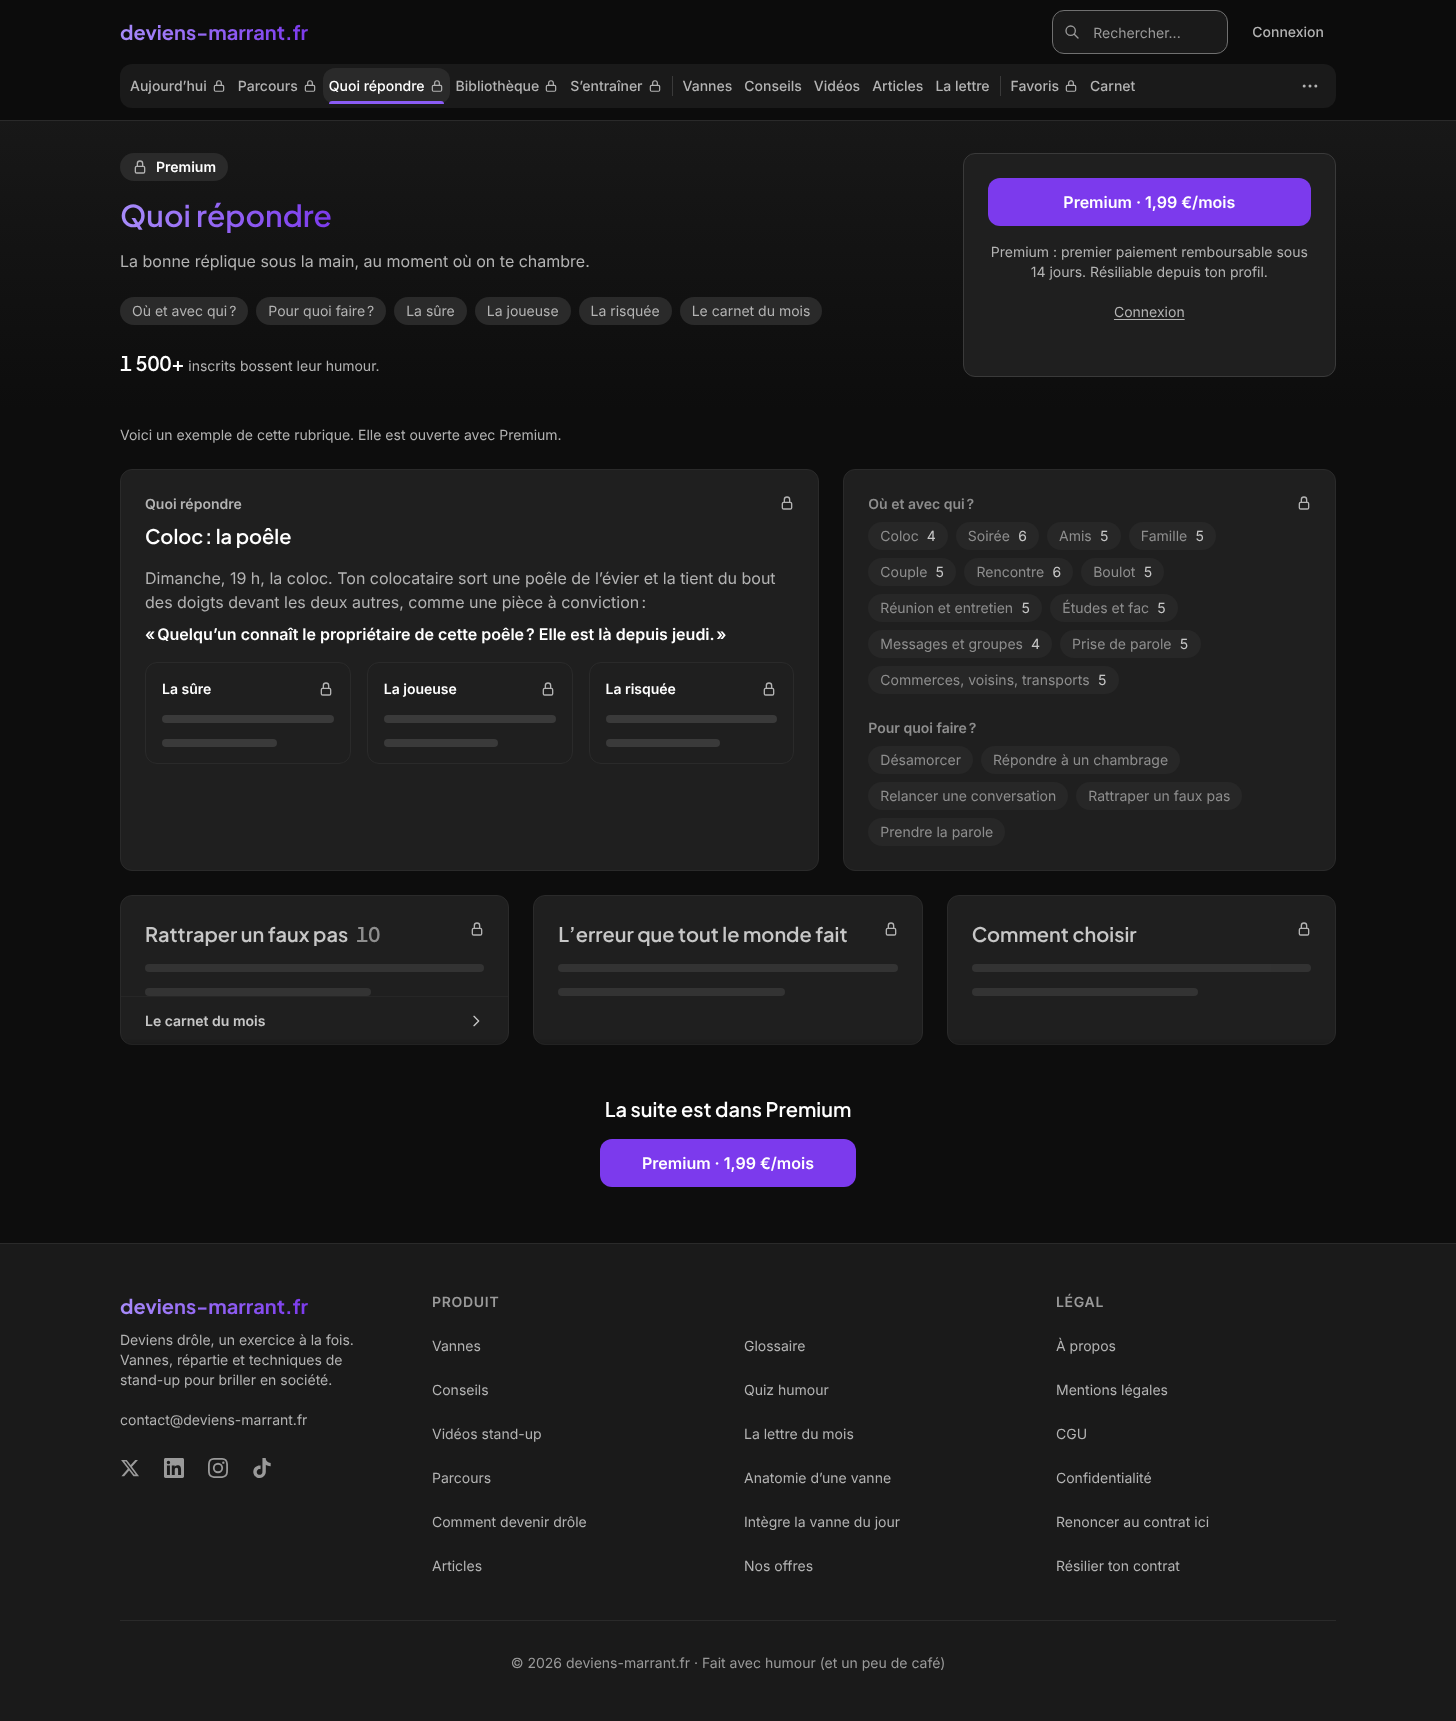 deviens-marrant.fr
Rechercher...
Connexion
Aujourd’hui
Parcours
Quoi répondre
Bibliothèque
S’entraîner
Vannes
Conseils
Vidéos
Articles
La lettre
Favoris
Carnet
Premium
Quoi répondre
La bonne réplique sous la main, au moment où on te chambre.
Où et avec qui ?
Pour quoi faire ?
La sûre
La joueuse
La risquée
Le carnet du mois
1 500+ inscrits bossent leur humour.
Premium · 1,99 €/mois
Premium : premier paiement remboursable sous
14 jours. Résiliable depuis ton profil.
Connexion
Voici un exemple de cette rubrique. Elle est ouverte avec Premium.
Quoi répondre
Coloc : la poêle
Dimanche, 19 h, la coloc. Ton colocataire sort une poêle de l’évier et la tient du bout
des doigts devant les deux autres, comme une pièce à conviction :
« Quelqu’un connaît le propriétaire de cette poêle ? Elle est là depuis jeudi. »
La sûre
La joueuse
La risquée
Où et avec qui ?
Coloc 4
Soirée 6
Amis 5
Famille 5
Couple 5
Rencontre 6
Boulot 5
Réunion et entretien 5
Études et fac 5
Messages et groupes 4
Prise de parole 5
Commerces, voisins, transports 5
Pour quoi faire ?
Désamorcer
Répondre à un chambrage
Relancer une conversation
Rattraper un faux pas
Prendre la parole
Rattraper un faux pas 10
Le carnet du mois
L’erreur que tout le monde fait
Comment choisir
La suite est dans Premium
Premium · 1,99 €/mois
deviens-marrant.fr
Deviens drôle, un exercice à la fois.
Vannes, répartie et techniques de
stand-up pour briller en société.
contact@deviens-marrant.fr
PRODUIT
Vannes
Conseils
Vidéos stand-up
Parcours
Comment devenir drôle
Articles
Glossaire
Quiz humour
La lettre du mois
Anatomie d’une vanne
Intègre la vanne du jour
Nos offres
LÉGAL
À propos
Mentions légales
CGU
Confidentialité
Renoncer au contrat ici
Résilier ton contrat
© 2026 deviens-marrant.fr · Fait avec humour (et un peu de café)